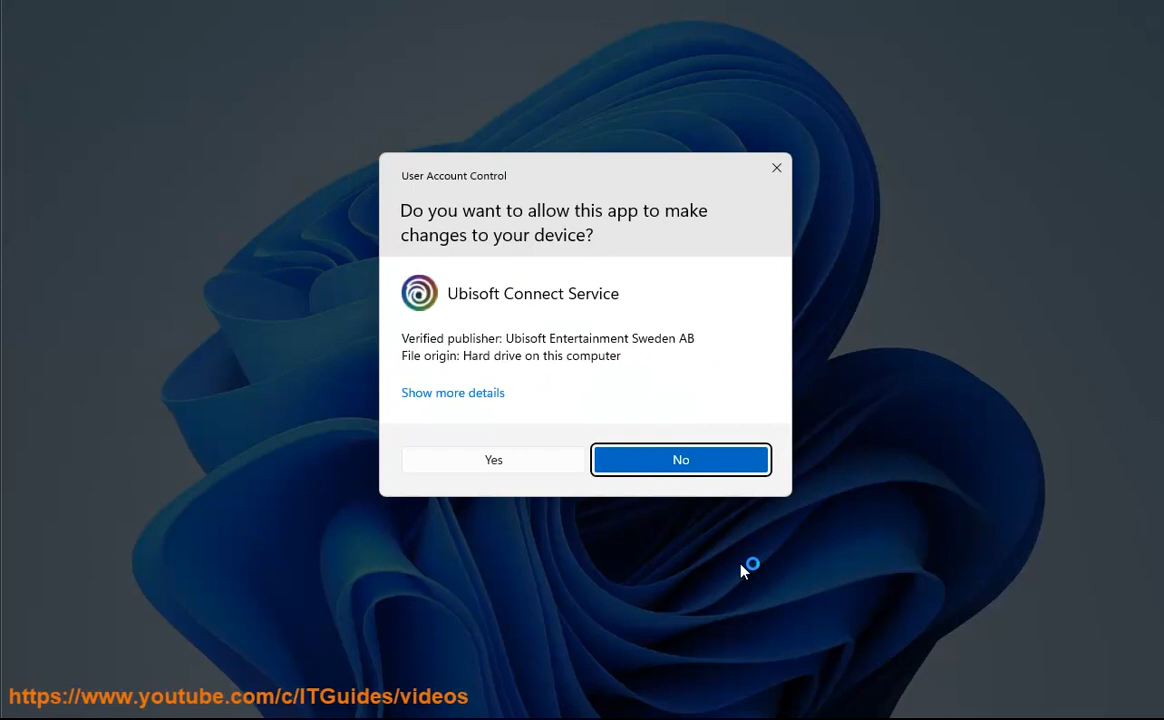 User Account Control
Do you want to allow this app to make
changes to your device?
Ubisoft Connect Service
Verified publisher: Ubisoft Entertainment Sweden AB
File origin: Hard drive on this computer
Show more details
Yes
No
https://www.youtube.com/c/ITGuides/videos